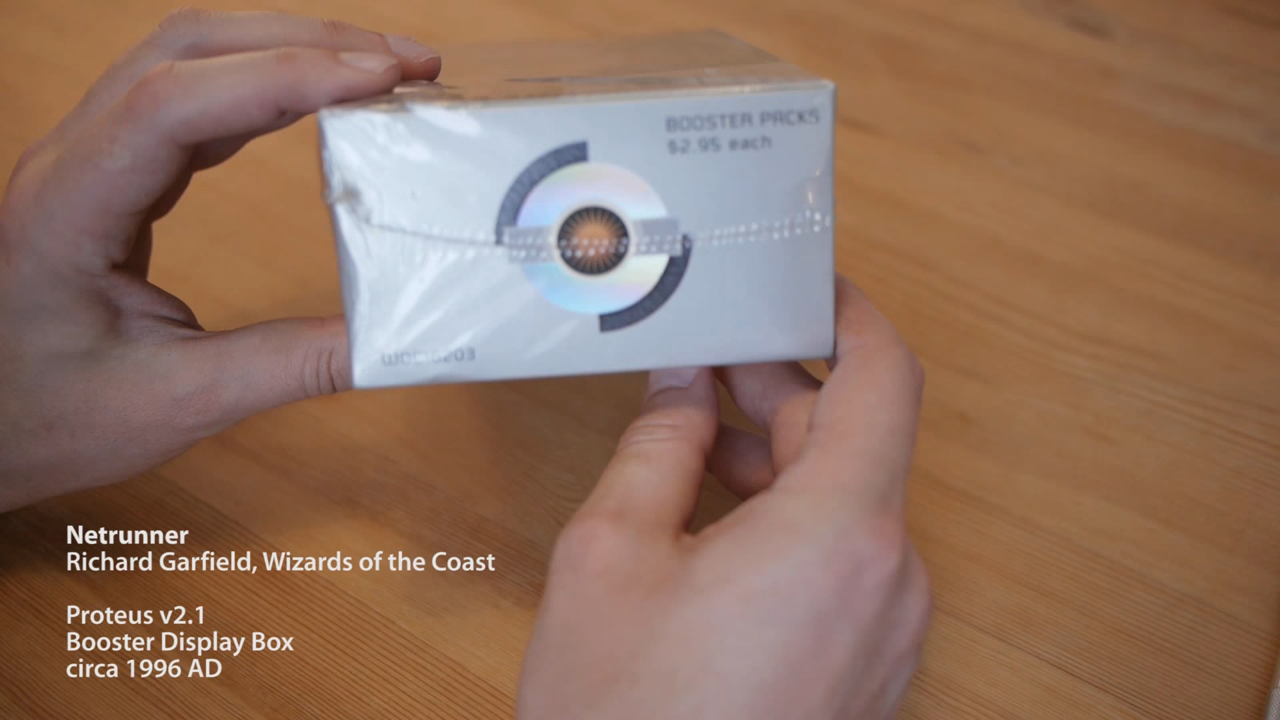 BOOSTER PACKS
$2.95 each
Netrunner
Richard Garfield, Wizards of the Coast
Proteus v2.1
Booster Display Box
circa 1996 AD